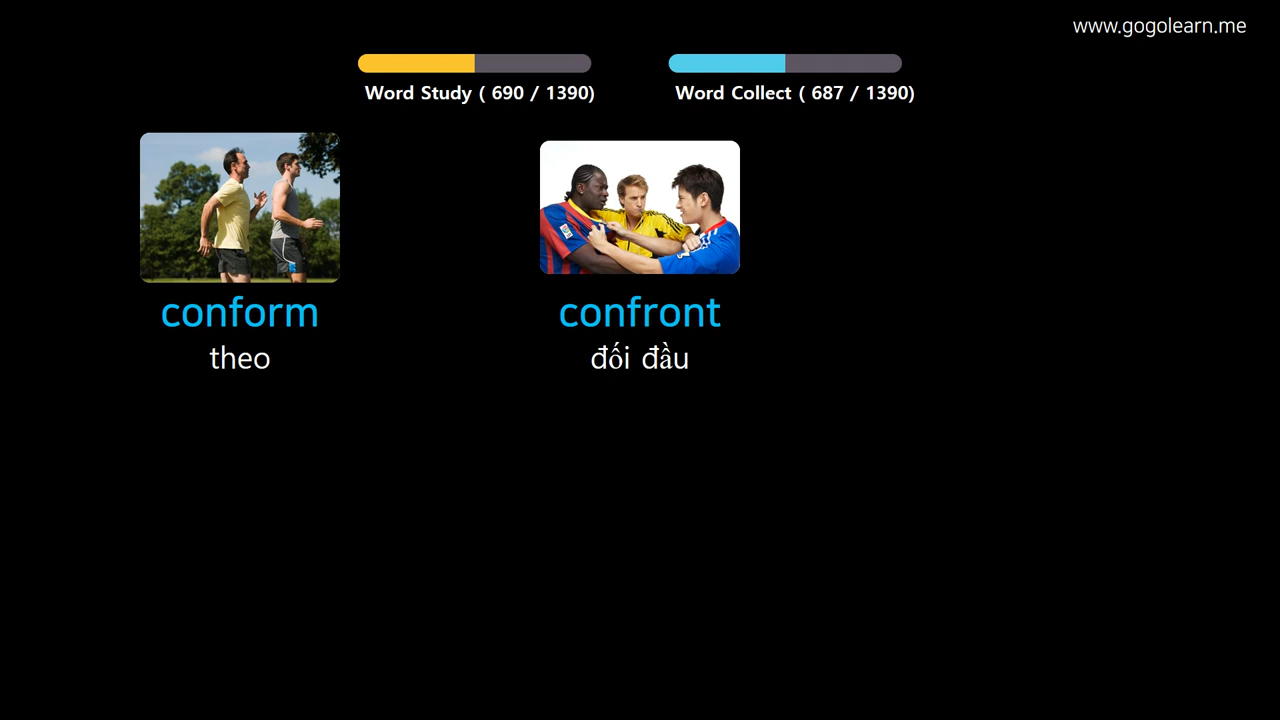 www.gogolearn.me
Word Study ( 690 / 1390)
Word Collect ( 687 / 1390)
conform
confront
theo
đối đầu